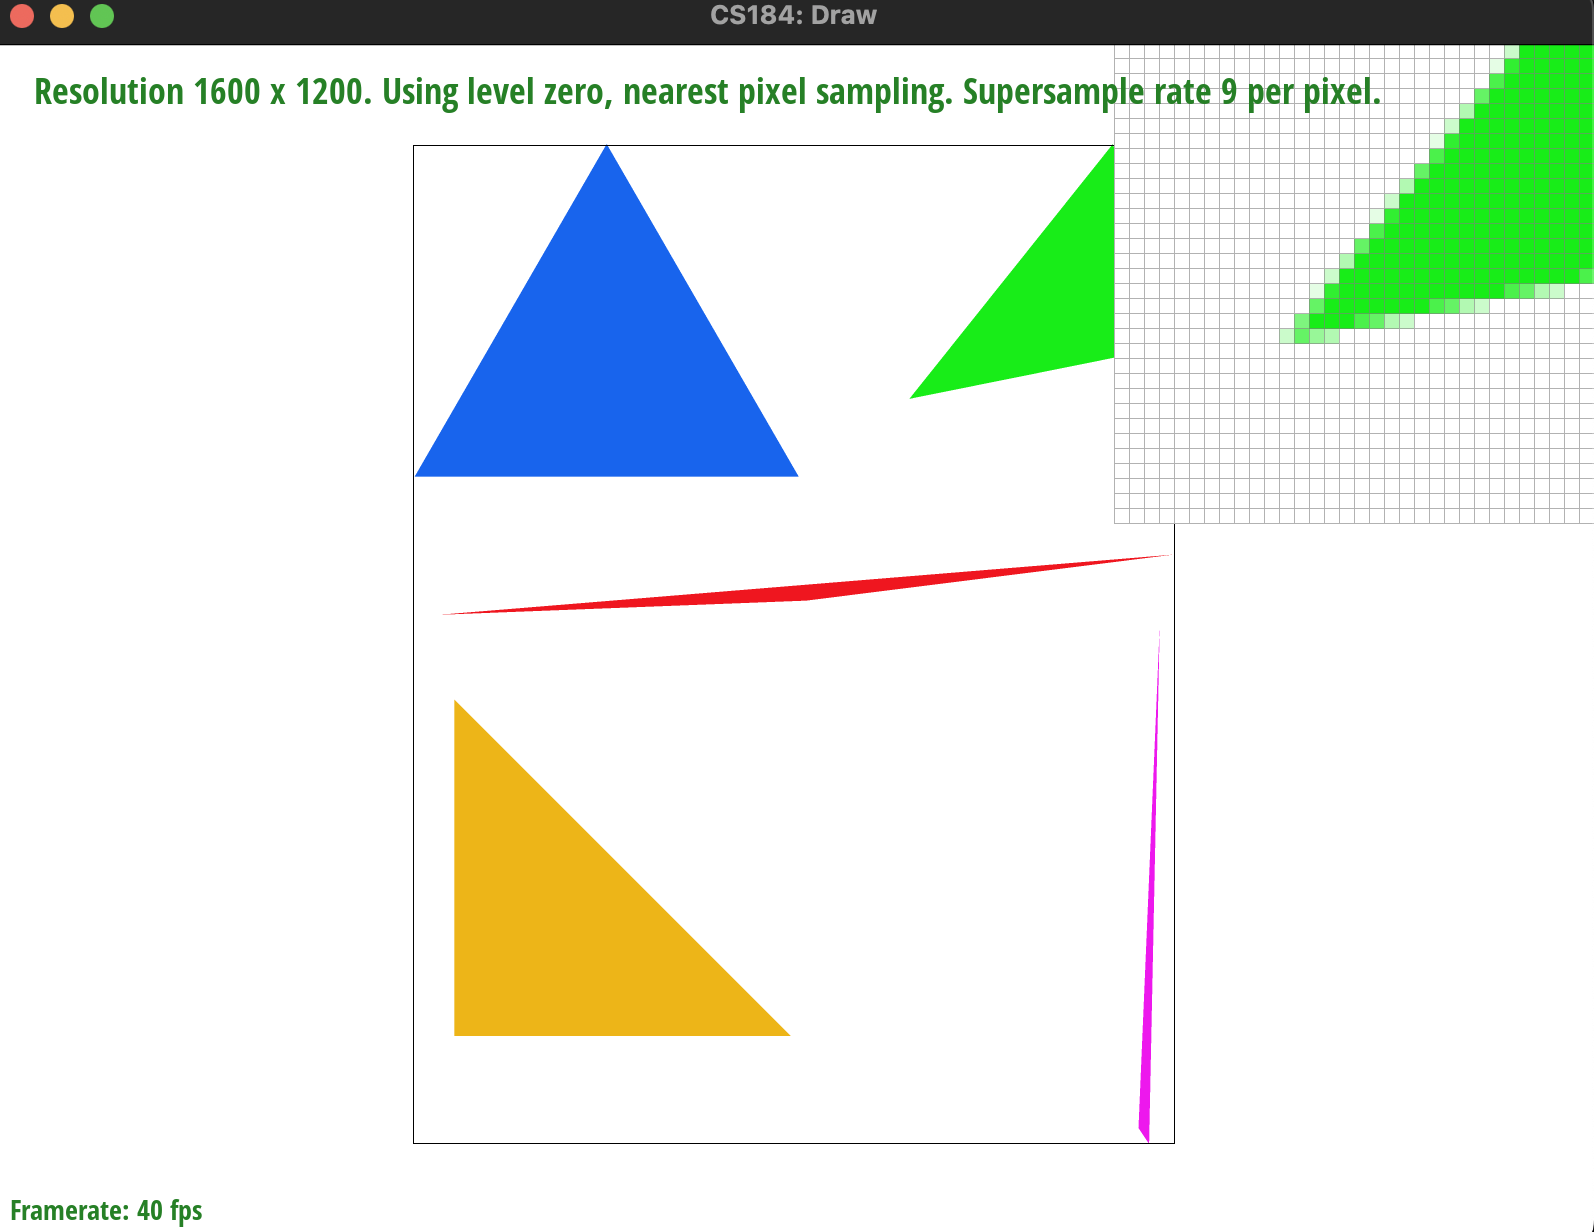 CS184: Draw
Resolution 1600 x 1200. Using level zero, nearest pixel sampling. Supersample rate 9 per pixel.
Framerate: 40 fps